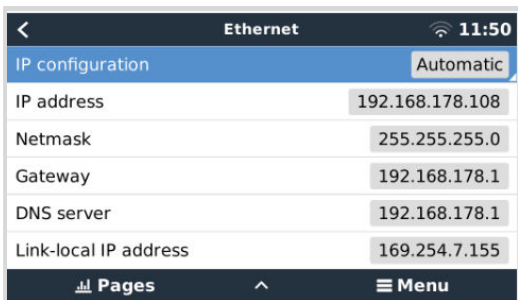 Ethernet 11:50
IP configuration Automatic
IP address 192.168.178.108
Netmask 255.255.255.0
Gateway 192.168.178.1
DNS server 192.168.178.1
Link-local IP address 169.254.7.155
Pages Menu